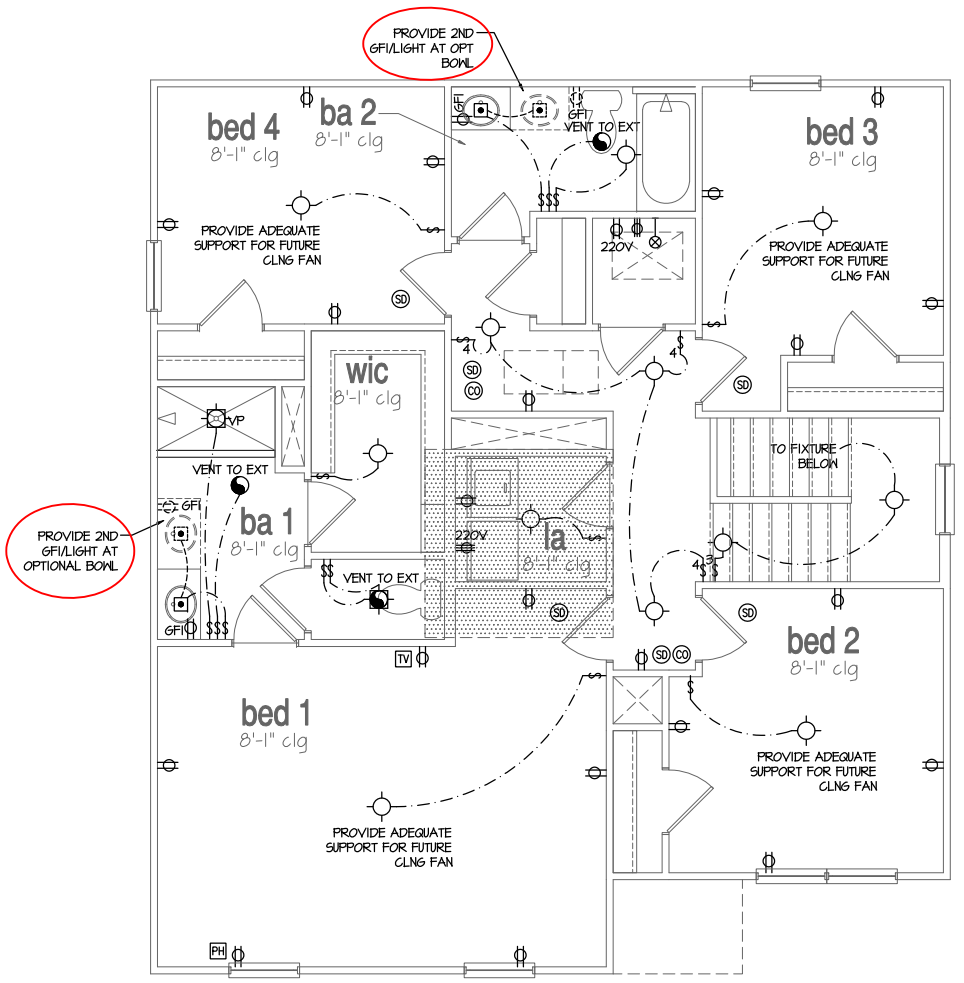 PROVIDE 2ND
GFI/LIGHT AT OPT
BOWL
GFI
GFI
VENT TO EXT
bed 4
8'-1" clg
ba 2
bed 3
8'-1" clg
PROVIDE ADEQUATE
SUPPORT FOR FUTURE
CLNG FAN
$
$$$
220V
PROVIDE ADEQUATE
SUPPORT FOR FUTURE
CLNG FAN
$
SD
$
4
$
4
SD
CO
SD
wic
8'-1" clg
VP
$
VENT TO EXT
TO FIXTURE
BELOW
GFI
ba 1
8'-1" clg
PROVIDE 2ND
GFI/LIGHT AT
OPTIONAL BOWL
220V
la
8'-1" clg
$
4
3
$$
$$
VENT TO EXT
GFI
$$$
SD
SD
bed 2
8'-1" clg
TV
SD
CO
$
$
bed 1
8'-1" clg
PROVIDE ADEQUATE
SUPPORT FOR FUTURE
CLNG FAN
PROVIDE ADEQUATE
SUPPORT FOR FUTURE
CLNG FAN
PH